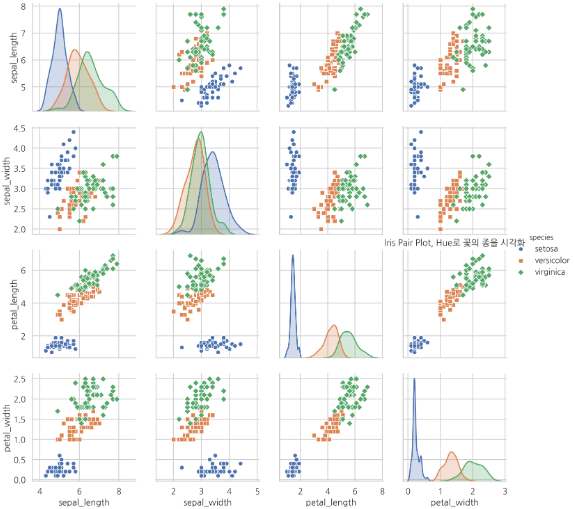 8
7
6
5
sepal_length
4.5
4.0
3.5
3.0
2.5
2.0
sepal_width
Iris Pair Plot, Hue로 꽃의 종을 시각화
species
setosa
versicolor
virginica
6
4
2
petal_length
2.5
2.0
1.5
1.0
0.5
0.0
petal_width
4 6 8
sepal_length
2 3 4 5
sepal_width
2 4 6 8
petal_length
0 1 2 3
petal_width